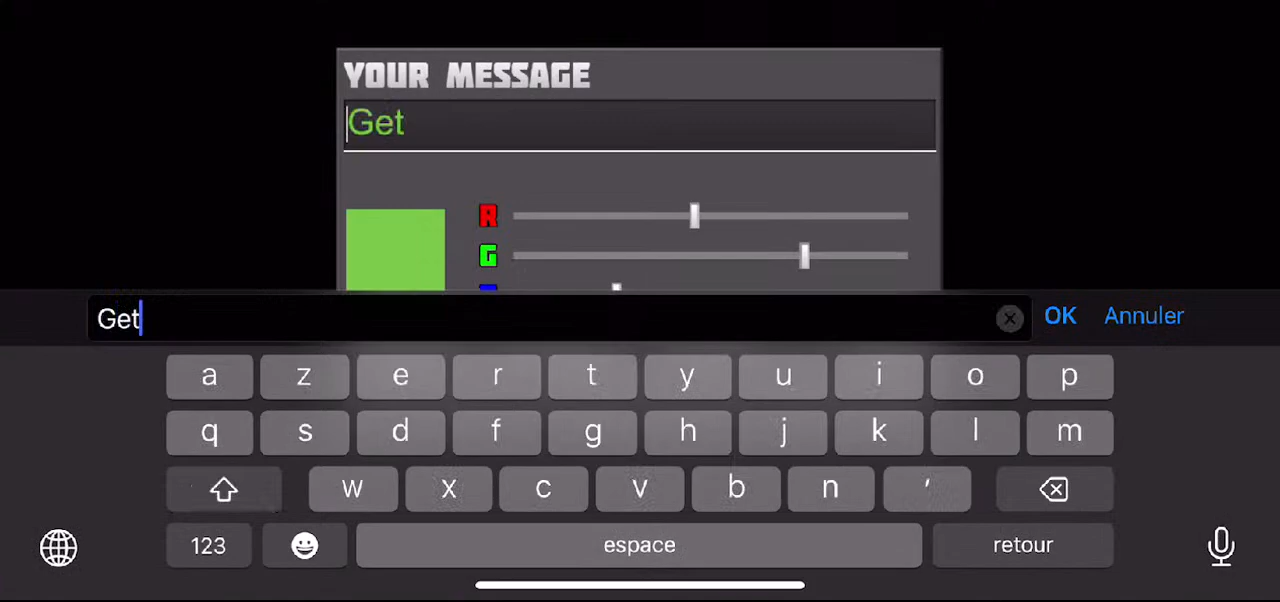 YOUR MESSAGE
Get
R
G
Get OK Annuler
a z e r t y u i o p
q s d f g h j k l m
w x c v b n ′
123 espace retour